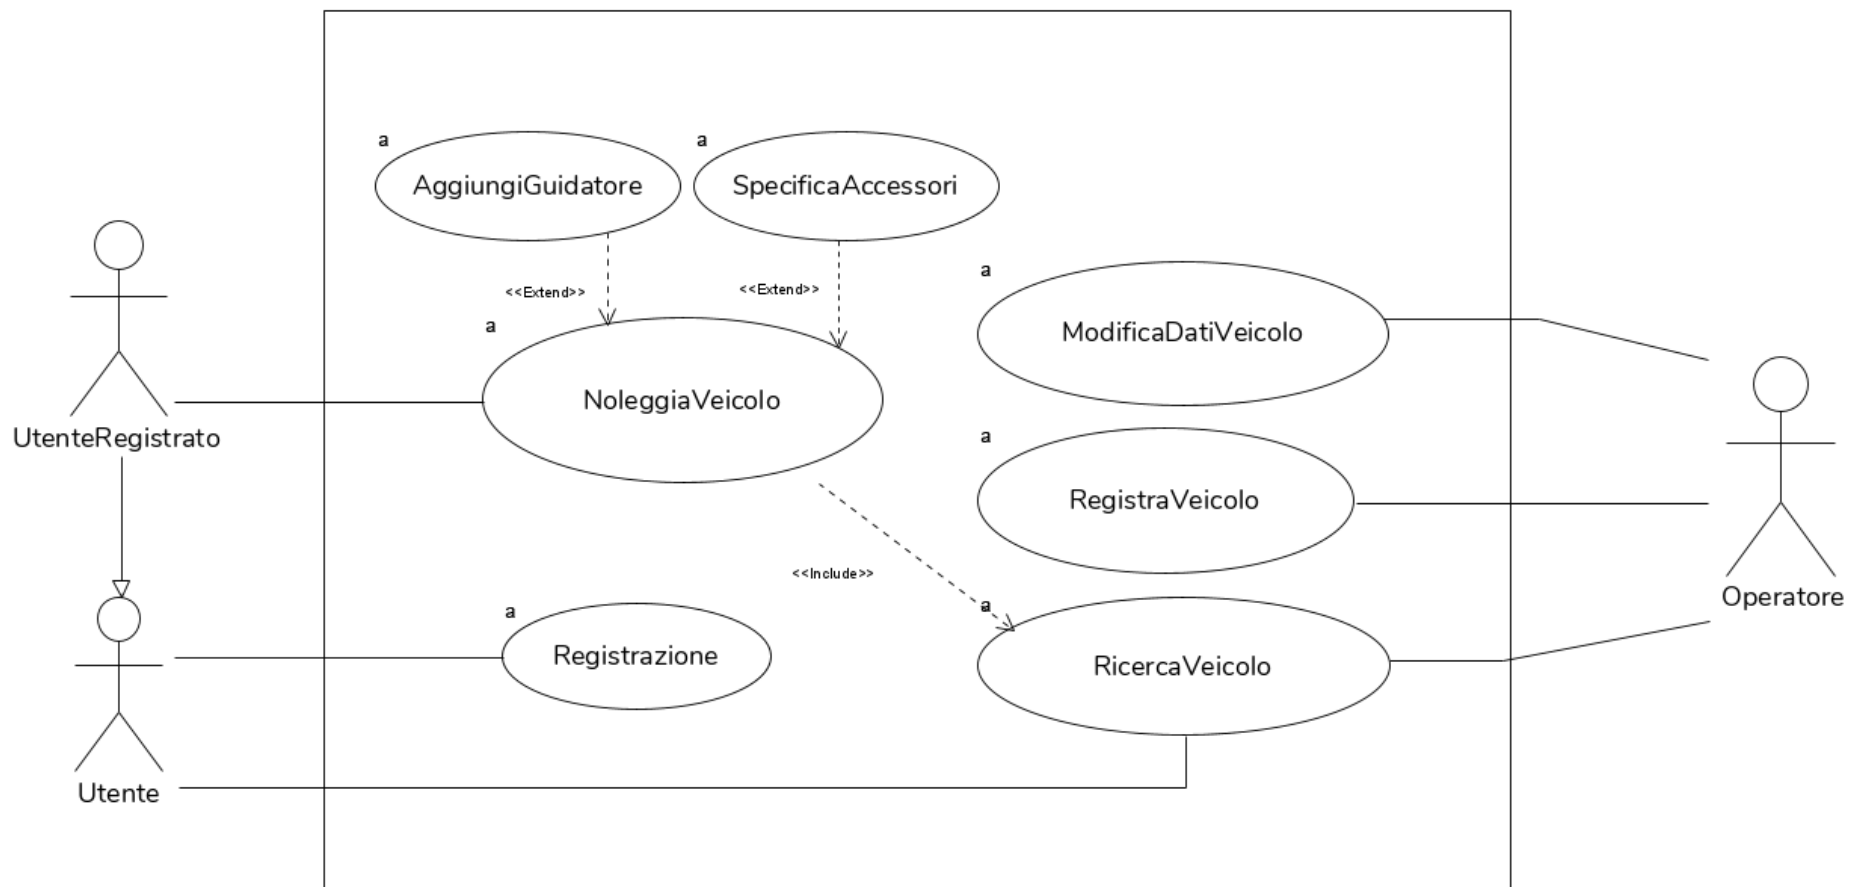 a
a
AggiungiGuidatore
SpecificaAccessori
a
<<Extend>>
<<Extend>>
a
ModificaDatiVeicolo
NoleggiaVeicolo
UtenteRegistrato
a
RegistraVeicolo
<<Include>>
Operatore
a
a
Registrazione
RicercaVeicolo
Utente